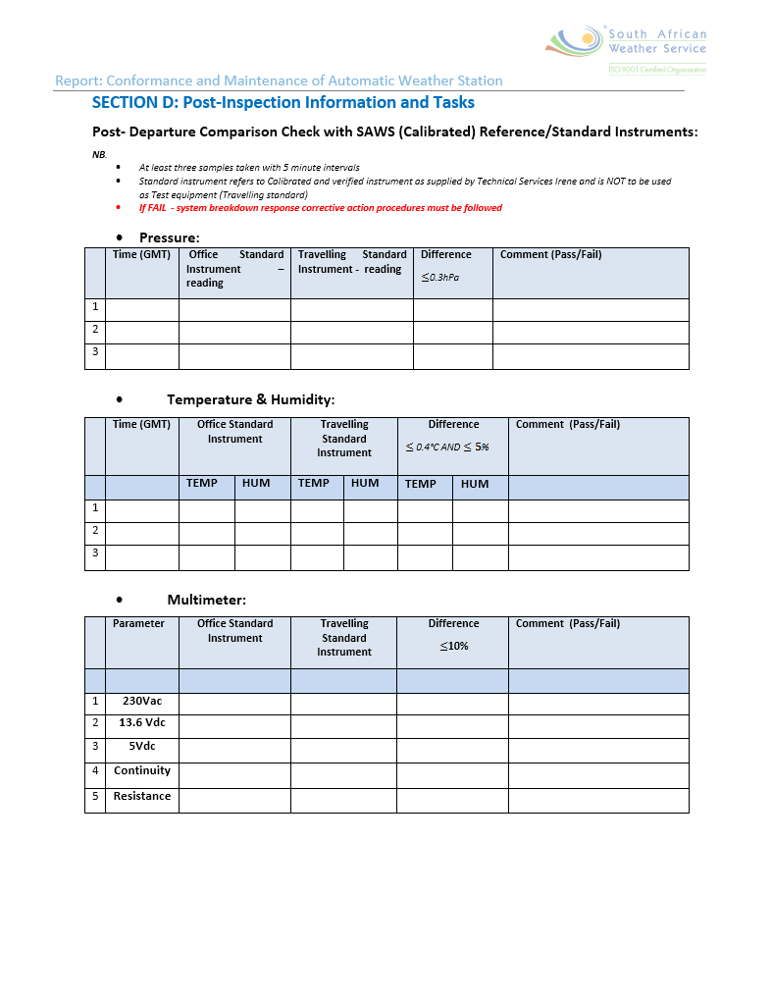 South African
Weather Service
ISO 9001 Certified Organisation
Report: Conformance and Maintenance of Automatic Weather Station
SECTION D: Post-Inspection Information and Tasks
Post- Departure Comparison Check with SAWS (Calibrated) Reference/Standard Instruments:
NB.
• At least three samples taken with 5 minute intervals
• Standard instrument refers to Calibrated and verified instrument as supplied by Technical Services Irene and is NOT to be used
as Test equipment (Travelling standard)
• If FAIL - system breakdown response corrective action procedures must be followed
• Pressure:
Time (GMT) Office Standard Travelling Standard Difference Comment (Pass/Fail)
Instrument – Instrument - reading ≤0.3hPa
reading
1
2
3
• Temperature & Humidity:
Time (GMT) Office Standard Travelling Difference Comment (Pass/Fail)
Instrument Standard ≤ 0.4°C AND ≤ 5%
Instrument
TEMP HUM TEMP HUM TEMP HUM
1
2
3
• Multimeter:
Parameter Office Standard Travelling Difference Comment (Pass/Fail)
Instrument Standard ≤10%
Instrument
1 230Vac
2 13.6 Vdc
3 5Vdc
4 Continuity
5 Resistance